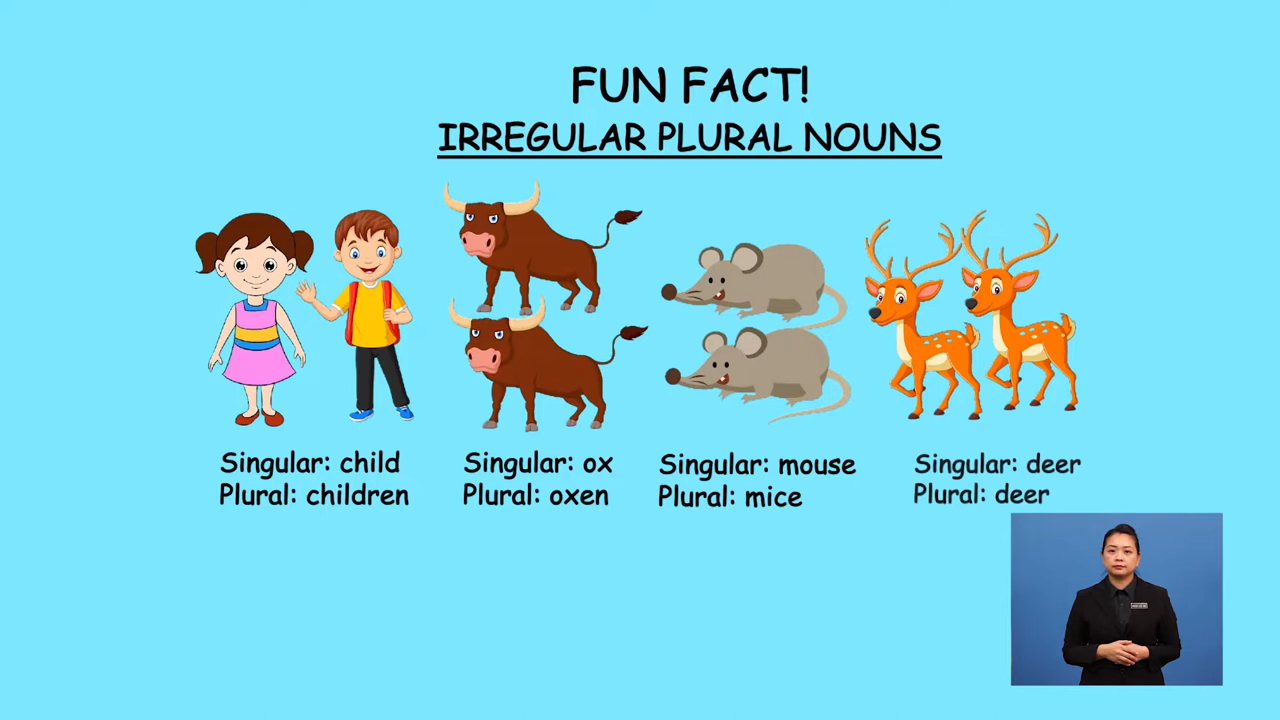 FUN FACT!
IRREGULAR PLURAL NOUNS
Singular: child
Plural: children
Singular: ox
Plural: oxen
Singular: mouse
Plural: mice
Singular: deer
Plural: deer